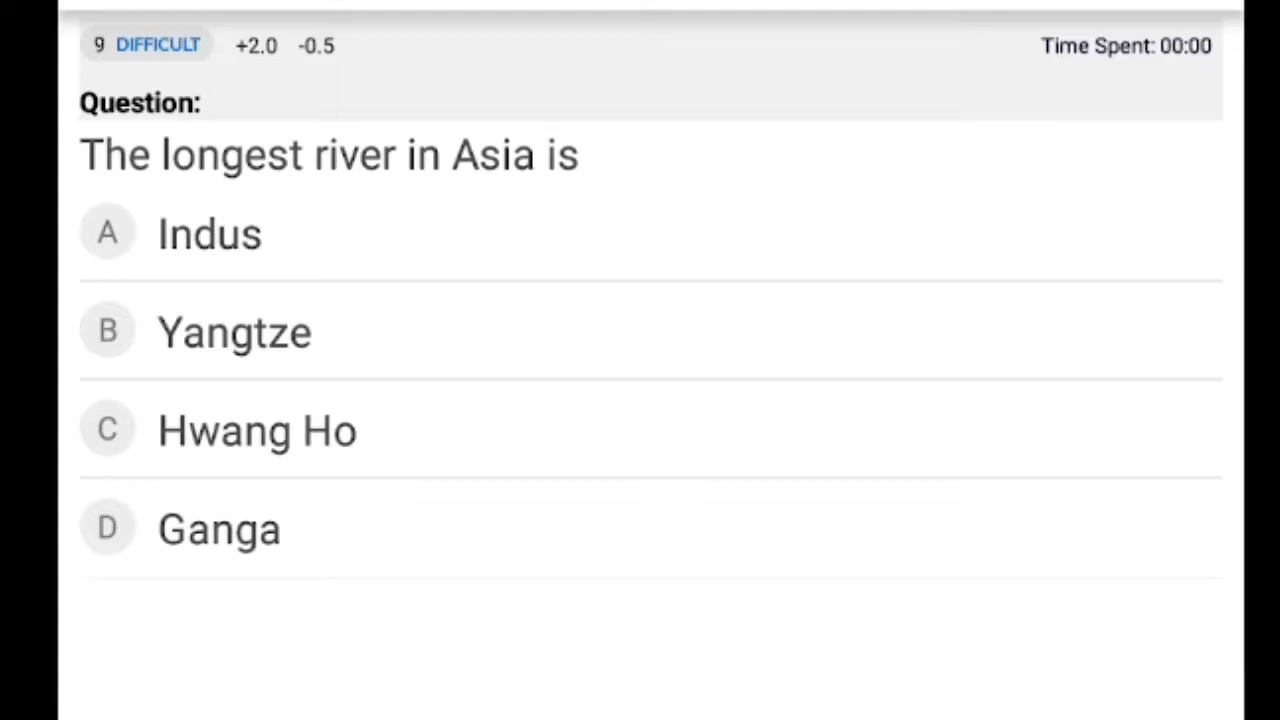 9 DIFFICULT +2.0 -0.5 Time Spent: 00:00
Question:
The longest river in Asia is
A Indus
B Yangtze
C Hwang Ho
D Ganga